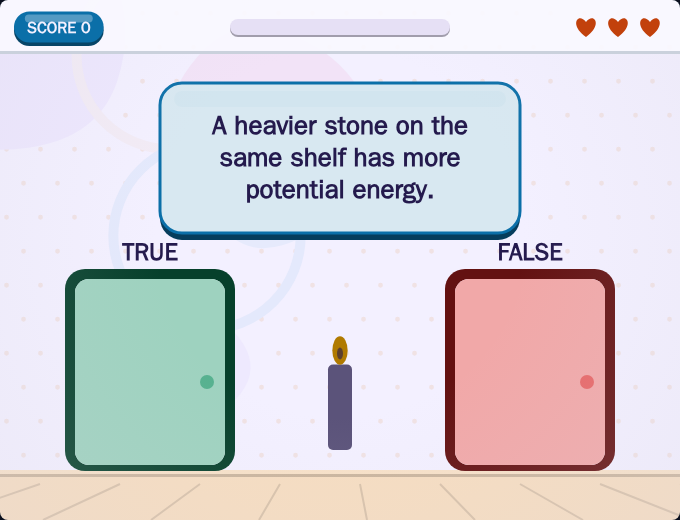 SCORE 0
A heavier stone on the
same shelf has more
potential energy.
TRUE
FALSE